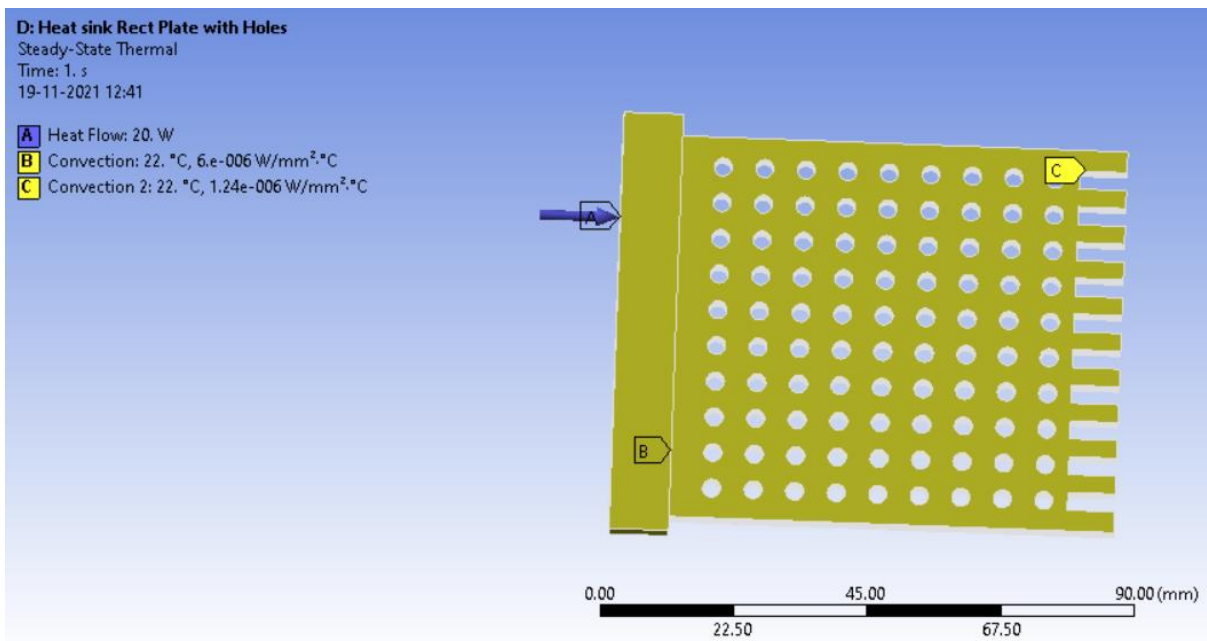 D: Heat sink Rect Plate with Holes
Steady-State Thermal
Time: 1. s
19-11-2021 12:41
A Heat Flow: 20. W
B Convection: 22. °C, 6.e-006 W/mm²·°C
C Convection 2: 22. °C, 1.24e-006 W/mm²·°C
C
A
B
0.00 45.00 90.00 (mm)
22.50 67.50